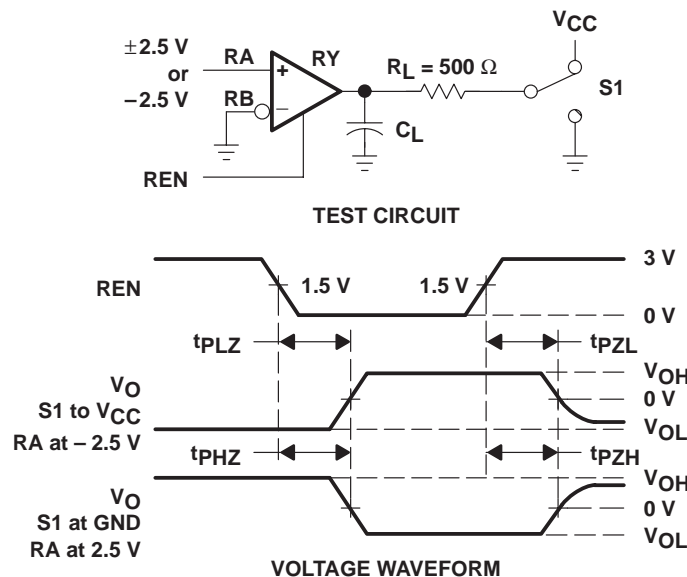 VCC
±2.5 V
or
−2.5 V
RA
RY
RL = 500 Ω
+
S1
RB
−
CL
REN
TEST CIRCUIT
REN
1.5 V
1.5 V
3 V
0 V
tPLZ
tPZL
VO
S1 to VCC
RA at − 2.5 V
VOH
0 V
VOL
tPHZ
tPZH
VO
S1 at GND
RA at 2.5 V
VOH
0 V
VOL
VOLTAGE WAVEFORM